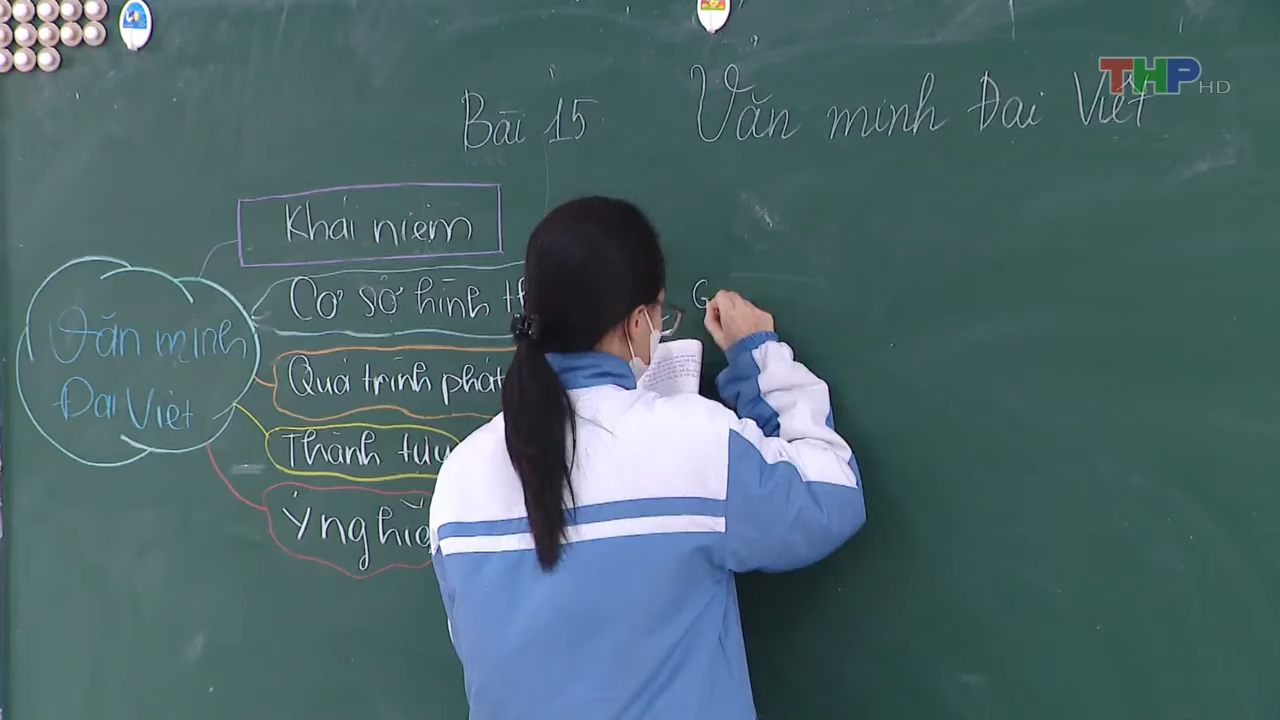 Bài 15 Văn minh Đại Việt
THP HD
Khái niệm
Cơ sở hình th
Văn minh
Đại Việt
Quá trình phát
Thành tựu
Ý nghĩa
G